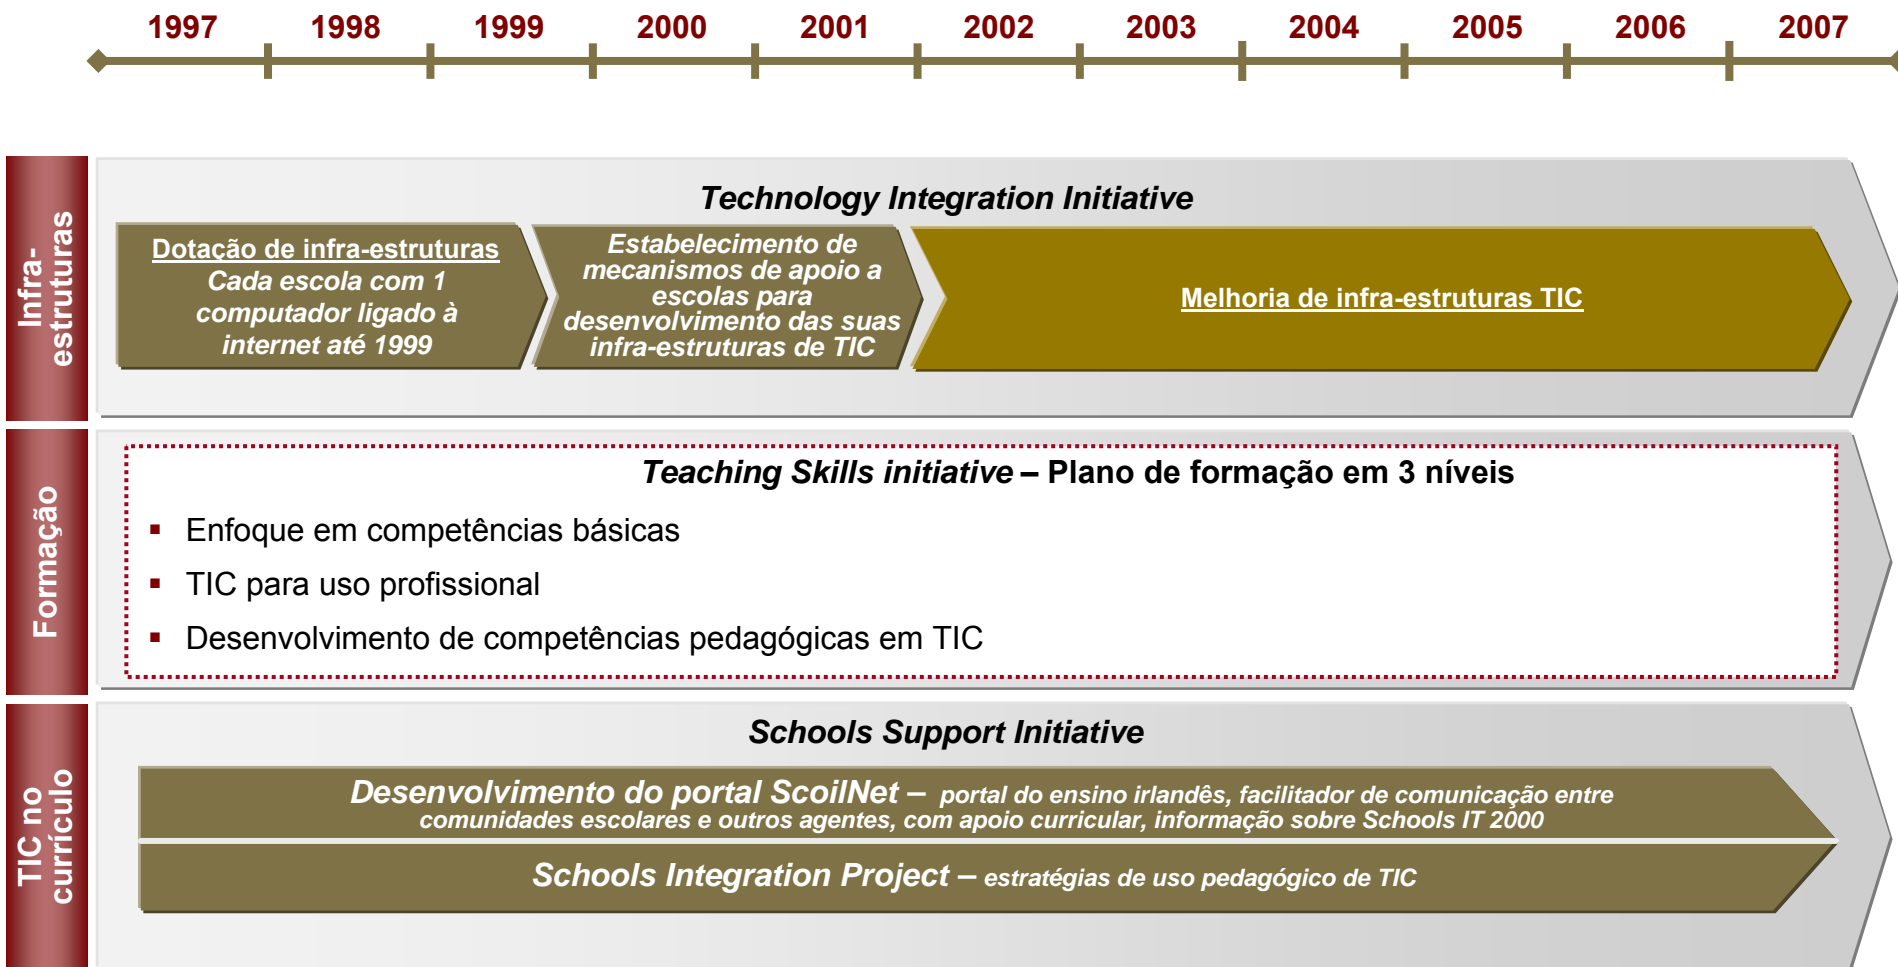 1997 1998 1999 2000 2001 2002 2003 2004 2005 2006 2007
Infra-
estruturas
Technology Integration Initiative
Dotação de infra-estruturas
Cada escola com 1
computador ligado à
internet até 1999
Estabelecimento de
mecanismos de apoio a
escolas para
desenvolvimento das suas
infra-estruturas de TIC
Melhoria de infra-estruturas TIC
Formação
Teaching Skills initiative – Plano de formação em 3 níveis
Enfoque em competências básicas
TIC para uso profissional
Desenvolvimento de competências pedagógicas em TIC
TIC no
currículo
Schools Support Initiative
Desenvolvimento do portal ScoilNet – portal do ensino irlandês, facilitador de comunicação entre
comunidades escolares e outros agentes, com apoio curricular, informação sobre Schools IT 2000
Schools Integration Project – estratégias de uso pedagógico de TIC